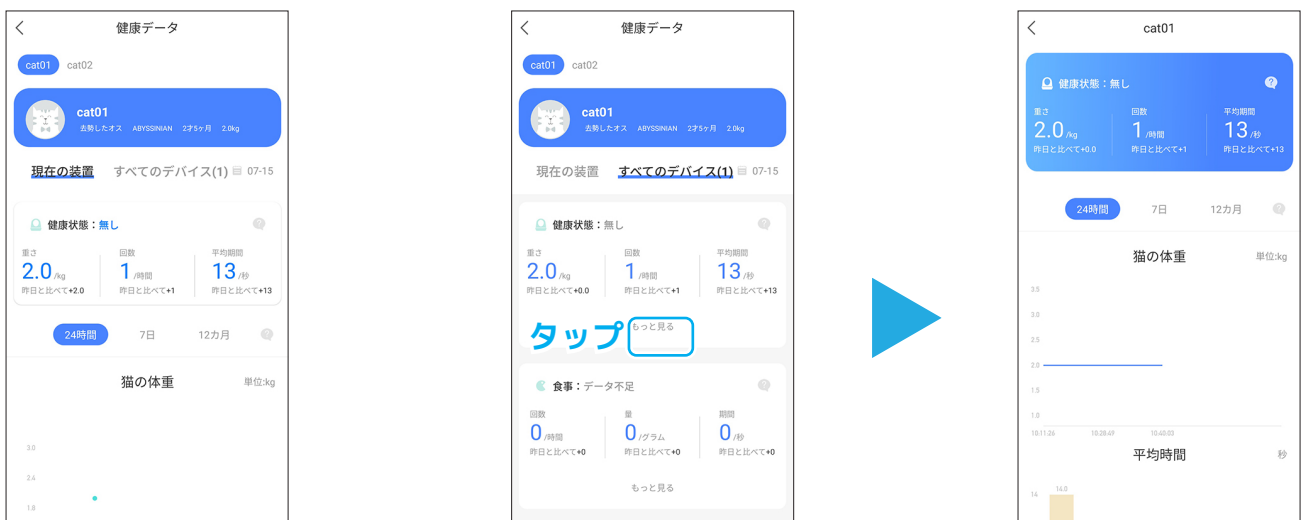 健康データ
cat01 cat02
cat01
去勢したオス ABYSSINIAN 2才5ヶ月 2.0kg
現在の装置 すべてのデバイス(1) 07-15
健康状態：無し ?
重さ 回数 平均期間
2.0 /kg 1 /時間 13 /秒
昨日と比べて+2.0 昨日と比べて+1 昨日と比べて+13
24時間 7日 12カ月 ?
猫の体重 単位:kg
3.0
2.4
1.8
健康データ
cat01 cat02
cat01
去勢したオス ABYSSINIAN 2才5ヶ月 2.0kg
現在の装置 すべてのデバイス(1) 07-15
健康状態：無し ?
重さ 回数 平均期間
2.0 /kg 1 /時間 13 /秒
昨日と比べて+0.0 昨日と比べて+1 昨日と比べて+13
タップ もっと見る
食事：データ不足 ?
回数 量 期間
0 /時間 0 /グラム 0 /秒
昨日と比べて+0 昨日と比べて+0 昨日と比べて+0
もっと見る
cat01
健康状態：無し ?
重さ 回数 平均期間
2.0 /kg 1 /時間 13 /秒
昨日と比べて+0.0 昨日と比べて+1 昨日と比べて+13
24時間 7日 12カ月 ?
猫の体重 単位:kg
3.5
3.0
2.5
2.0
1.5
1.0
10:11:26 10:28:49 10:40:03
平均時間 秒
14 14.0